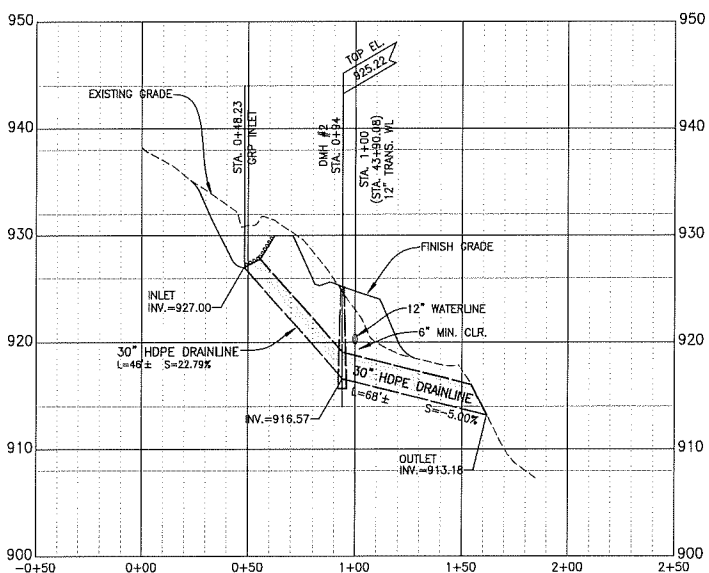 950
950
TOP EL.
925.22
EXISTING GRADE
STA. 0+48.23
GRP INLET
DMH #2
STA. 0+94
STA. 1+00
(STA. 43+90.08)
12" TRANS. WL
940
940
930
930
FINISH GRADE
INLET
INV.=927.00
12" WATERLINE
6" MIN. CLR.
920
920
30" HDPE DRAINLINE
L=46'± S=22.79%
30" HDPE DRAINLINE
L=68'±
S=-5.00%
INV.=916.57
910
910
OUTLET
INV.=913.18
900
900
-0+50
0+00
0+50
1+00
1+50
2+00
2+50